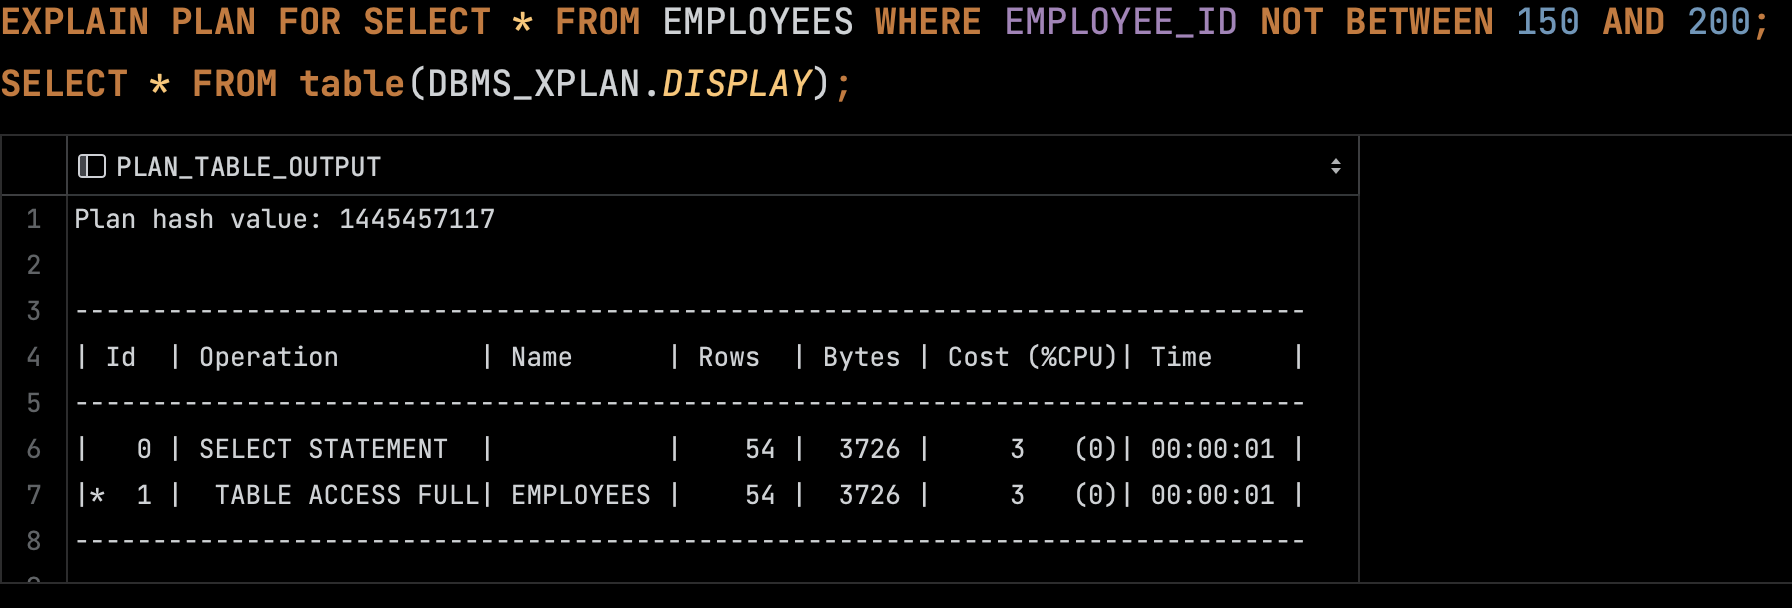 EXPLAIN PLAN FOR SELECT * FROM EMPLOYEES WHERE EMPLOYEE_ID NOT BETWEEN 150 AND 200;
SELECT * FROM table(DBMS_XPLAN.DISPLAY);
PLAN_TABLE_OUTPUT
1 Plan hash value: 1445457117
2
3 -------------------------------------------------------------------------------
4 | Id  | Operation         | Name      | Rows  | Bytes | Cost (%CPU)| Time     |
5 -------------------------------------------------------------------------------
6 |   0 | SELECT STATEMENT  |           |    54 |  3726 |     3   (0)| 00:00:01 |
7 |*  1 |  TABLE ACCESS FULL| EMPLOYEES |    54 |  3726 |     3   (0)| 00:00:01 |
8 -------------------------------------------------------------------------------